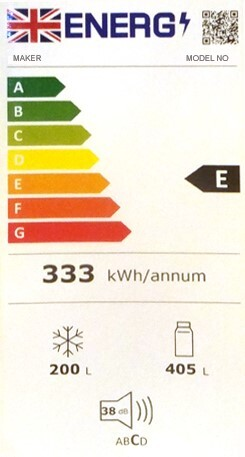 ENERG
MAKER MODEL NO
A
B
C
D
E E
F
G
333 kWh/annum
200 L 405 L
38 dB
ABCD